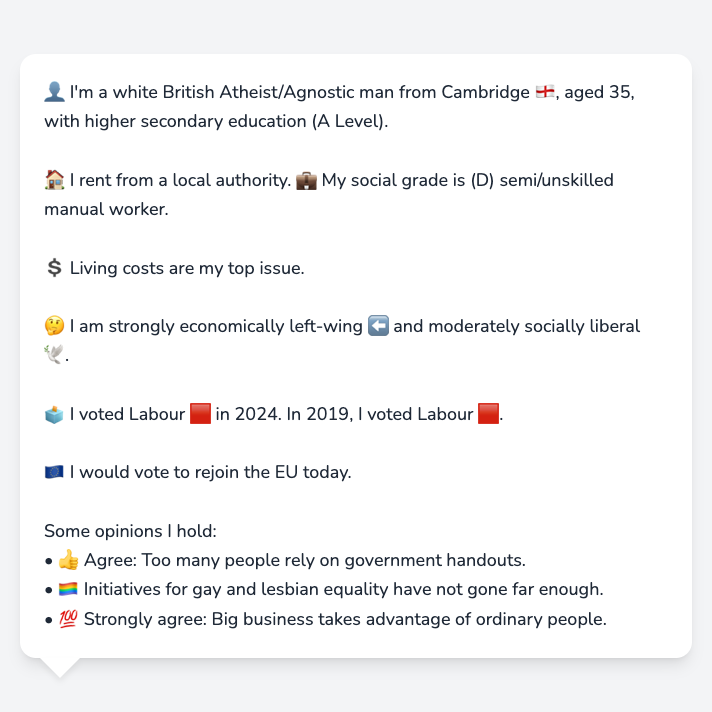 👤 I'm a white British Atheist/Agnostic man from Cambridge 🏴󠁧󠁢󠁥󠁮󠁧󠁿, aged 35,
with higher secondary education (A Level).
🏠 I rent from a local authority. 💼 My social grade is (D) semi/unskilled
manual worker.
💲 Living costs are my top issue.
🤔 I am strongly economically left-wing ⬅️ and moderately socially liberal
🕊️.
🗳️ I voted Labour 🟥 in 2024. In 2019, I voted Labour 🟥.
🇪🇺 I would vote to rejoin the EU today.
Some opinions I hold:
• 👍 Agree: Too many people rely on government handouts.
• 🏳️‍🌈 Initiatives for gay and lesbian equality have not gone far enough.
• 💯 Strongly agree: Big business takes advantage of ordinary people.